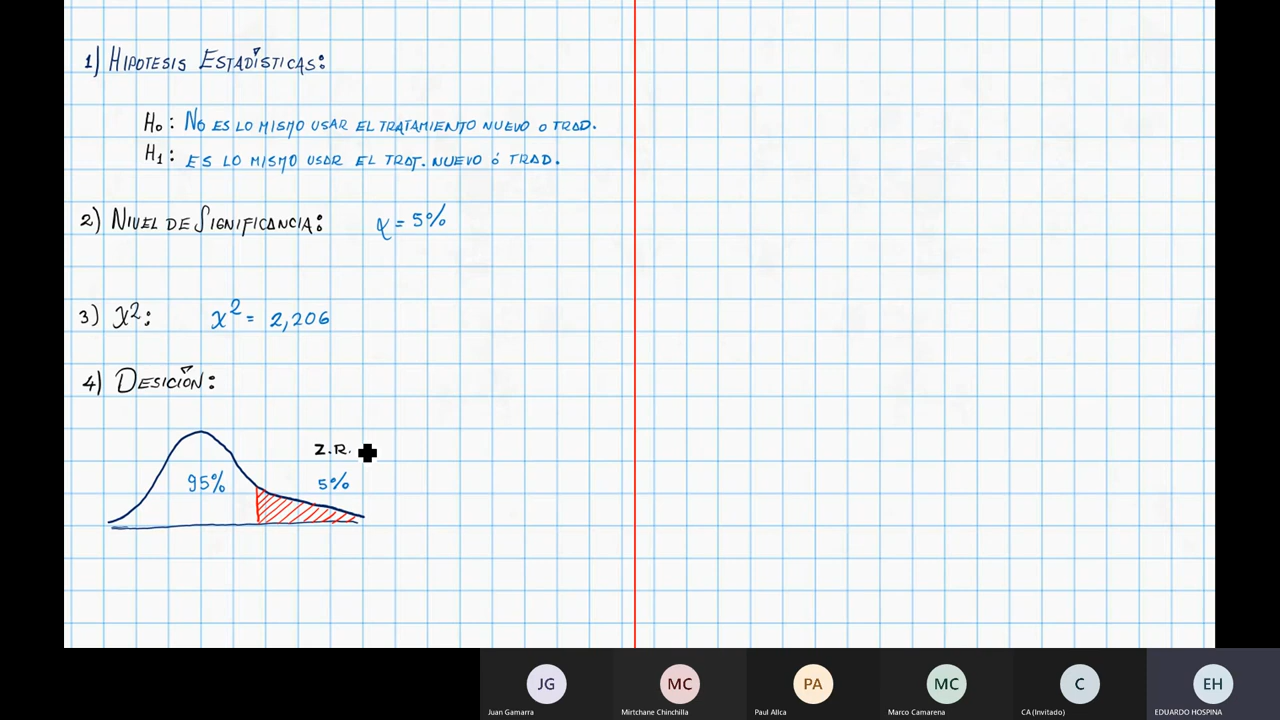 1) HIPOTESIS ESTADÍSTICAS:
H0: NO ES LO MISMO USAR EL TRATAMIENTO NUEVO O TRAD.
H1: ES LO MISMO USAR EL TRAT. NUEVO ó TRAD.
2) NIVEL DE SIGNIFICANCIA: α = 5%
3) X²: X² = 2,206
4) DESICIÓN:
Z.R.
95% 5%
JG MC PA MC C EH
Juan Gamarra Mirtchane Chinchilla Paul Allca Marco Camarena CA (Invitado) EDUARDO HOSPINA